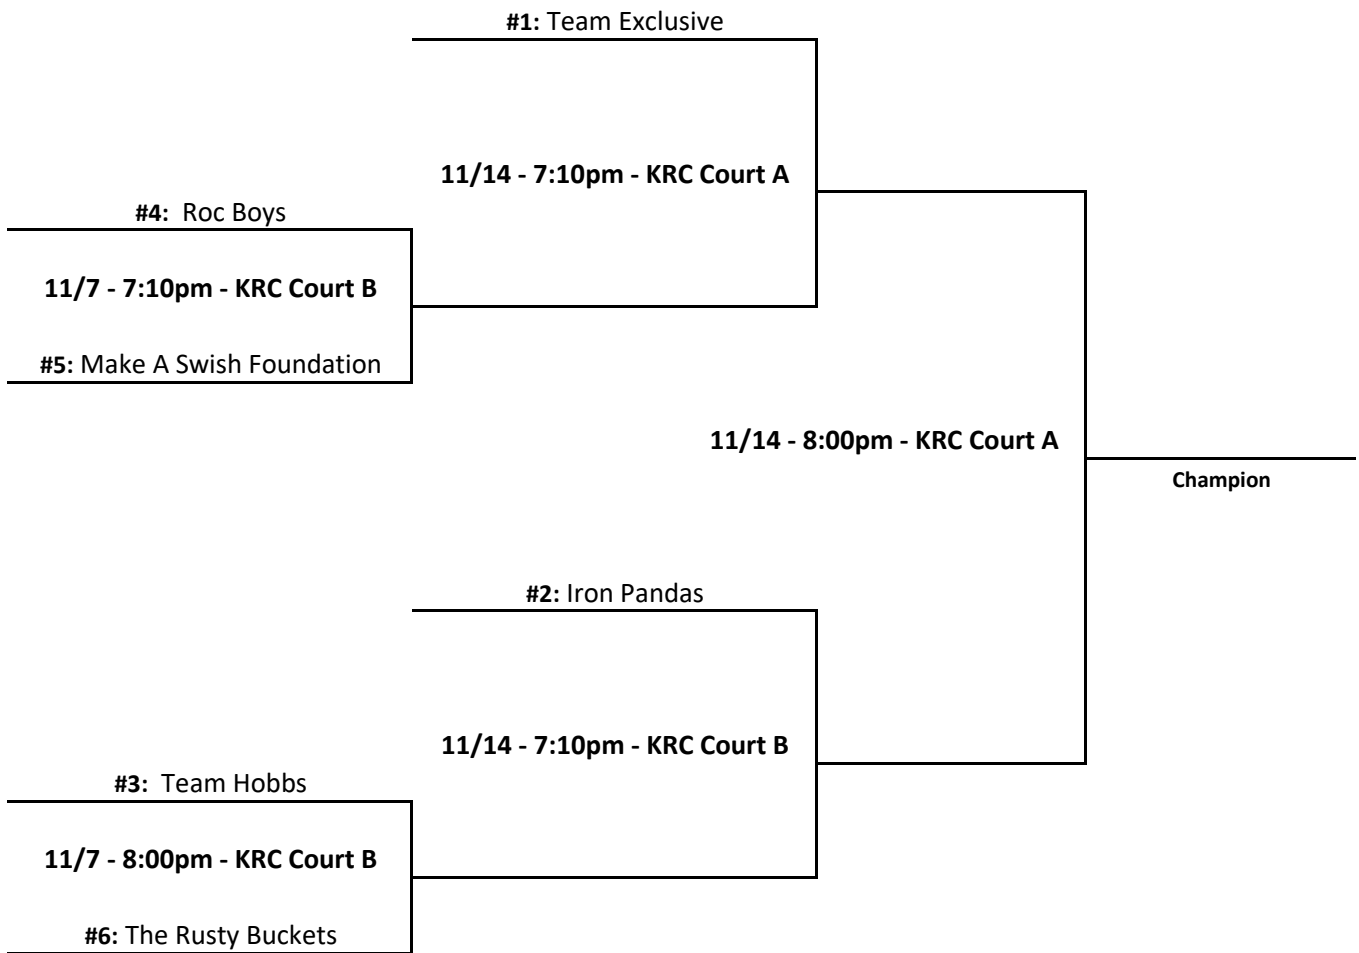 #1: Team Exclusive
11/14 - 7:10pm - KRC Court A
#4: Roc Boys
11/7 - 7:10pm - KRC Court B
#5: Make A Swish Foundation
11/14 - 8:00pm - KRC Court A
Champion
#2: Iron Pandas
11/14 - 7:10pm - KRC Court B
#3: Team Hobbs
11/7 - 8:00pm - KRC Court B
#6: The Rusty Buckets